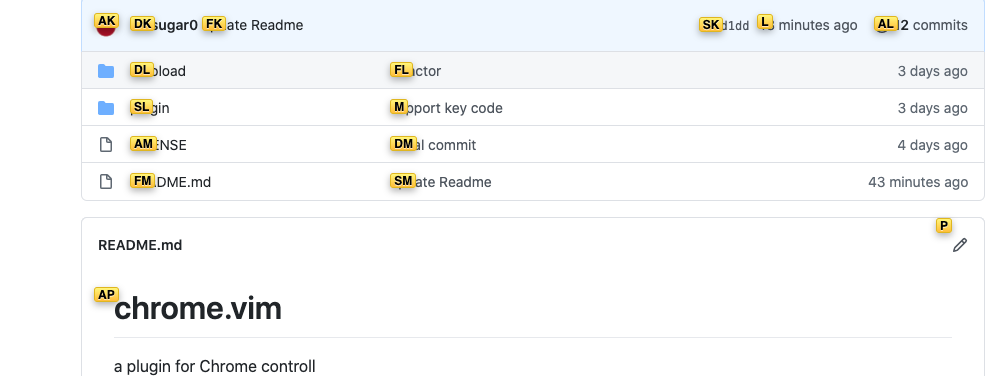 AK DK sugar0 FK ate Readme SK d1dd L minutes ago AL 12 commits
DL load FL ctor 3 days ago
SL gin M pport key code 3 days ago
AM ENSE DM al commit 4 days ago
FM DME.md SM ate Readme 43 minutes ago
P
README.md
AP
chrome.vim
a plugin for Chrome controll